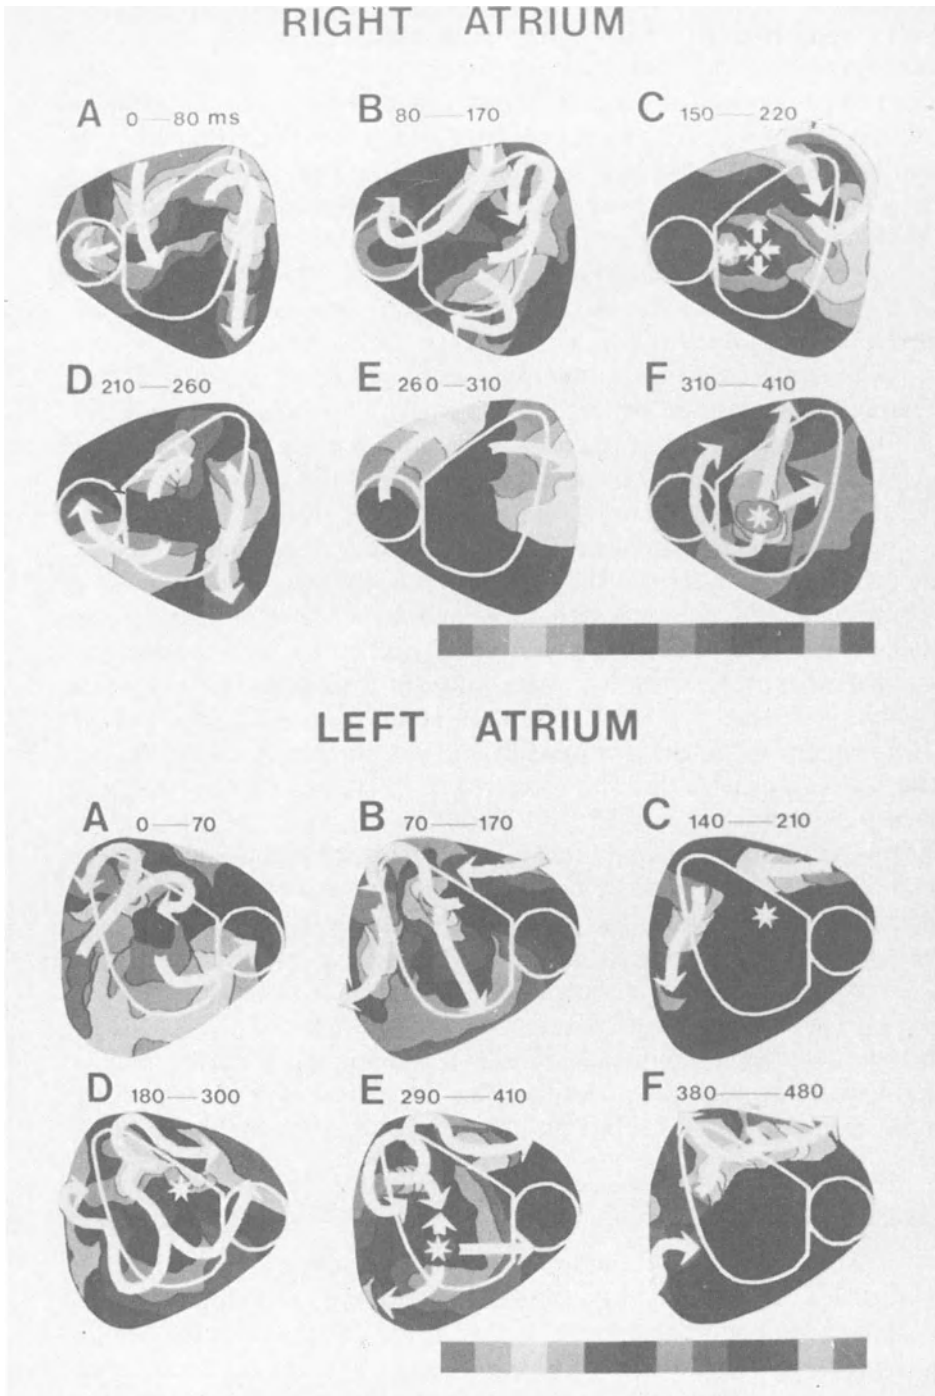 RIGHT ATRIUM
A 0—80 ms B 80—170 C 150—220
D 210—260 E 260—310 F 310—410
LEFT ATRIUM
A 0—70 B 70—170 C 140—210
D 180—300 E 290—410 F 380—480